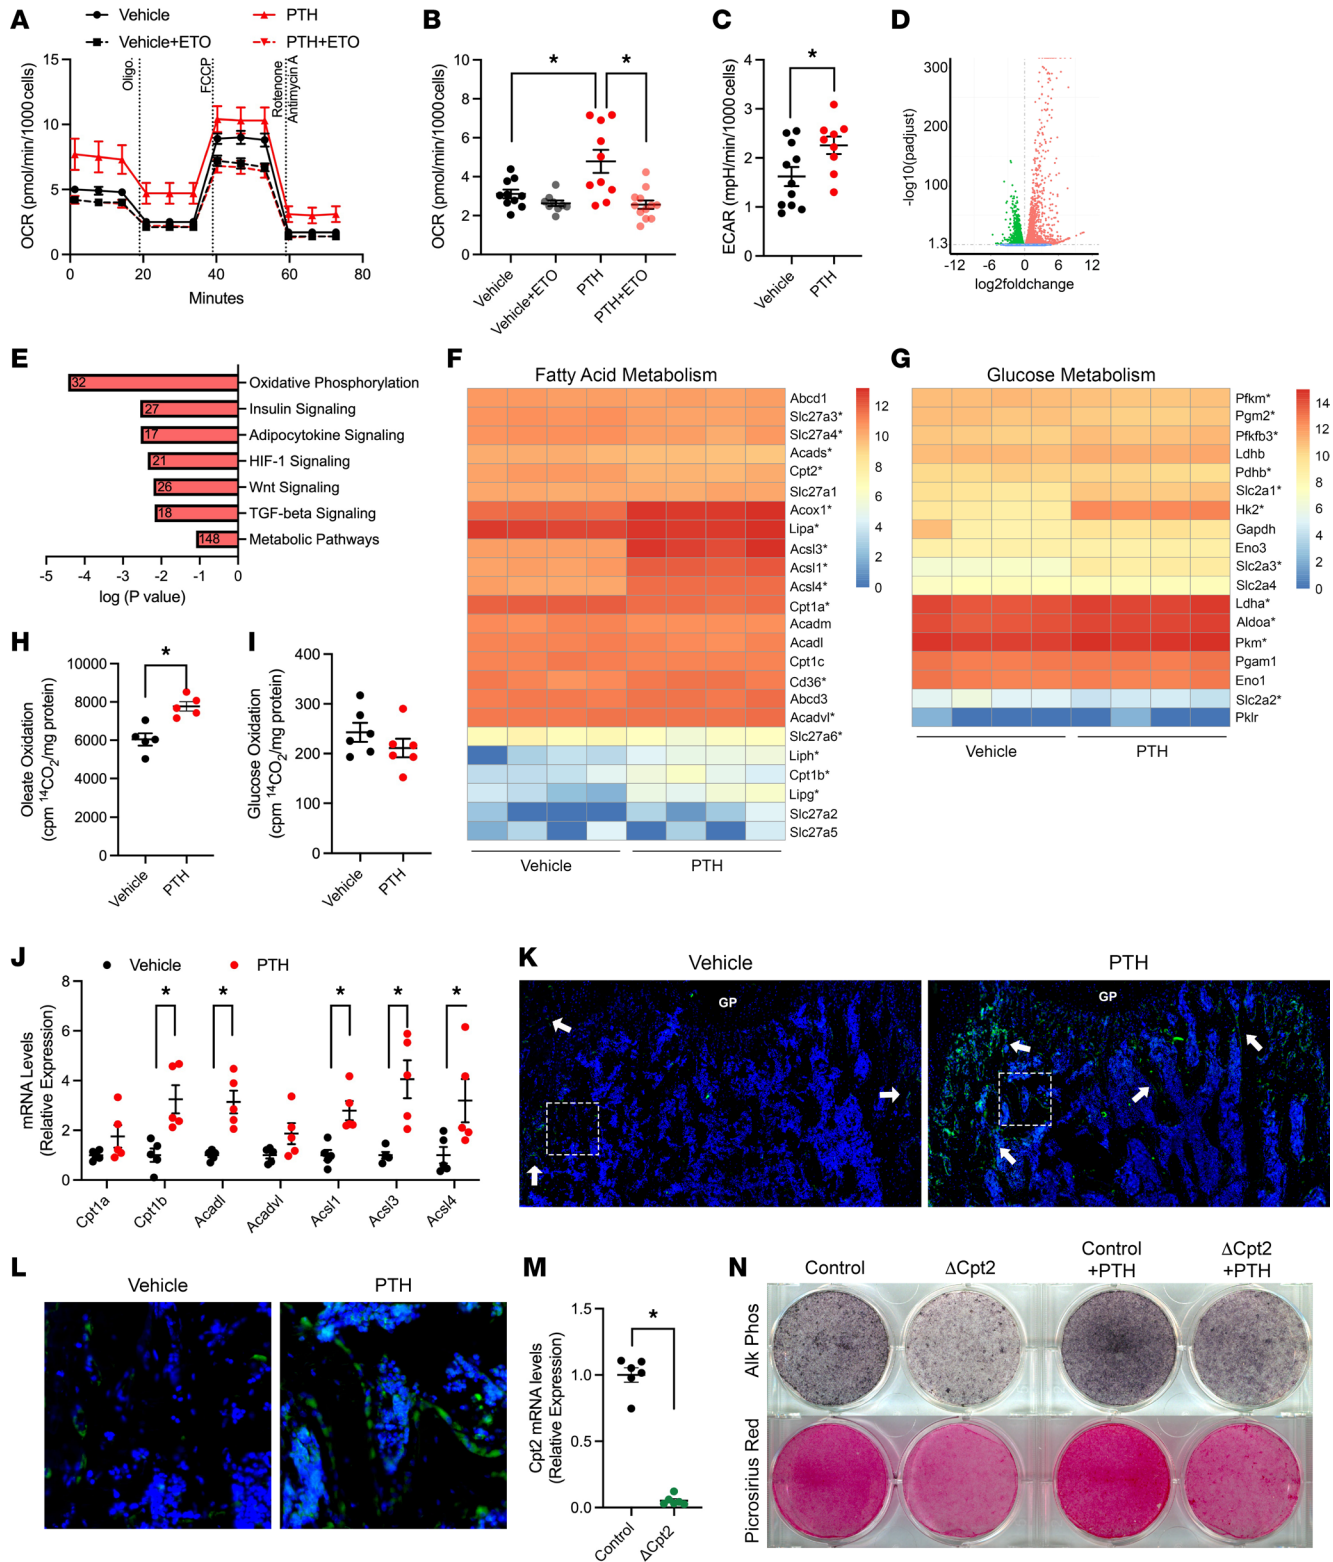 A
Vehicle
PTH
Vehicle+ETO
PTH+ETO
OCR (pmol/min/1000cells)
15
10
5
0
Oligo.
FCCP
Rotenone
Antimycin A
0
20
40
60
80
Minutes
B
OCR (pmol/min/1000cells)
10
8
6
4
2
0
*
*
Vehicle
Vehicle+ETO
PTH
PTH+ETO
C
ECAR (mpH/min/1000cells)
4
3
2
1
0
*
Vehicle
PTH
D
-log10(padjust)
300
200
100
1.3
-12
-6
0
6
12
log2foldchange
E
32
Oxidative Phosphorylation
27
Insulin Signaling
17
Adipocytokine Signaling
21
HIF-1 Signaling
26
Wnt Signaling
18
TGF-beta Signaling
148
Metabolic Pathways
-5
-4
-3
-2
-1
0
log (P value)
F
Fatty Acid Metabolism
Abcd1
Slc27a3*
Slc27a4*
Acads*
Cpt2*
Slc27a1
Acox1*
Lipa*
Acsl3*
Acsl1*
Acsl4*
Cpt1a*
Acadm
Acadl
Cpt1c
Cd36*
Abcd3
Acadvl*
Slc27a6*
Liph*
Cpt1b*
Lipg*
Slc27a2
Slc27a5
Vehicle
PTH
12
10
8
6
4
2
0
G
Glucose Metabolism
Pfkm*
Pgm2*
Pfkfb3*
Ldhb
Pdhb*
Slc2a1*
Hk2*
Gapdh
Eno3
Slc2a3*
Slc2a4
Ldha*
Aldoa*
Pkm*
Pgam1
Eno1
Slc2a2*
Pklr
Vehicle
PTH
14
12
10
8
6
4
2
0
H
Oleate Oxidation
(cpm ¹⁴CO₂/mg protein)
10000
8000
6000
4000
2000
0
*
Vehicle
PTH
I
Glucose Oxidation
(cpm ¹⁴CO₂/mg protein)
400
300
200
100
0
Vehicle
PTH
J
Vehicle
PTH
mRNA Levels
(Relative Expression)
8
6
4
2
0
*
*
*
*
*
Cpt1a
Cpt1b
Acadl
Acadvl
Acsl1
Acsl3
Acsl4
K
Vehicle
PTH
GP
GP
L
Vehicle
PTH
M
Cpt2 mRNA levels
(Relative Expression)
1.5
1.0
0.5
0.0
*
Control
ΔCpt2
N
Control
ΔCpt2
Control
+PTH
ΔCpt2
+PTH
Alk Phos
Picrosirius Red